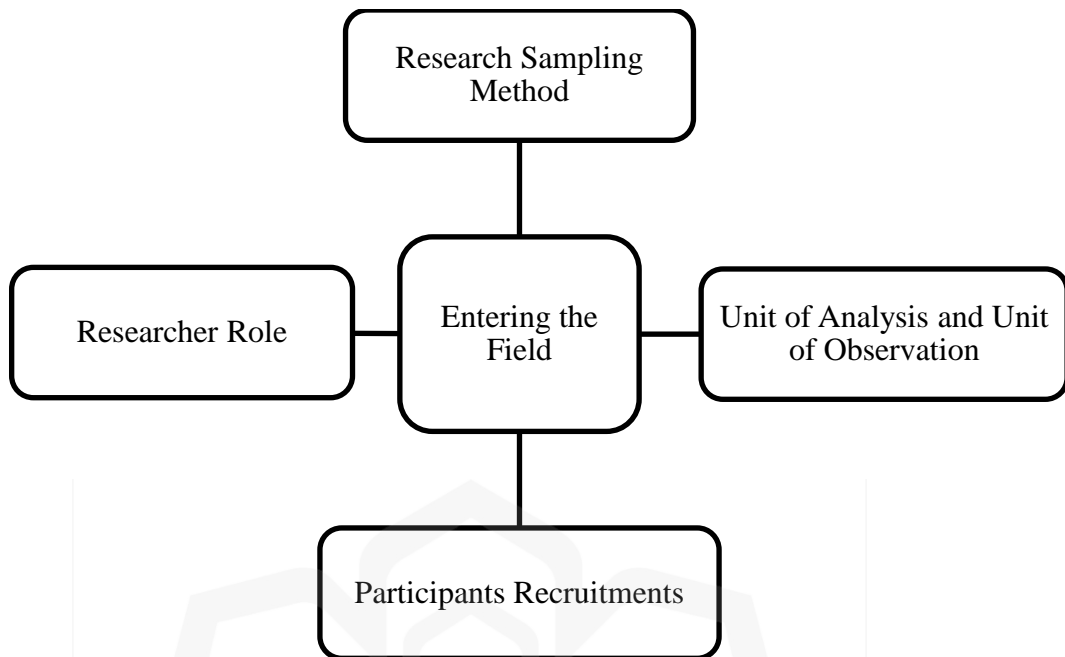 Research Sampling
Method
Researcher Role
Entering the
Field
Unit of Analysis and Unit
of Observation
Participants Recruitments